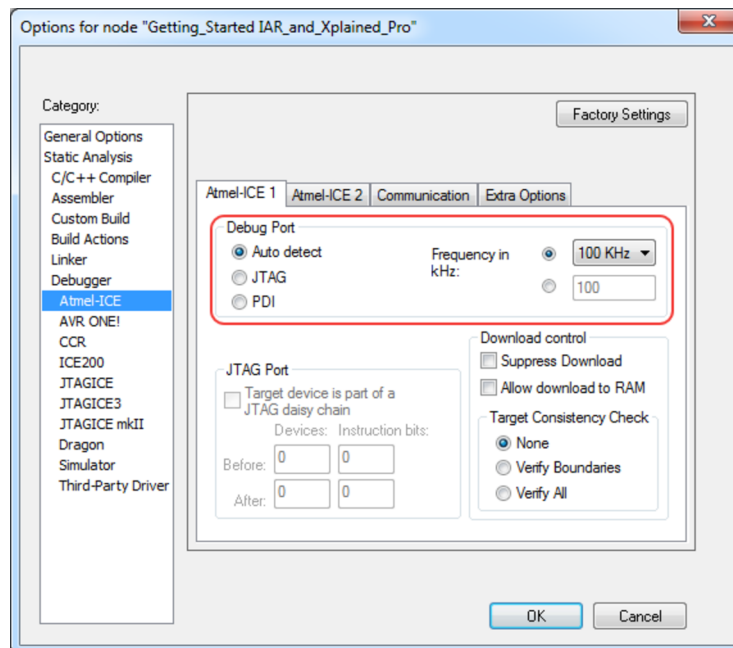 Options for node "Getting_Started IAR_and_Xplained_Pro"
Category:
Factory Settings
General Options
Static Analysis
C/C++ Compiler
Assembler
Custom Build
Build Actions
Linker
Debugger
Atmel-ICE
AVR ONE!
CCR
ICE200
JTAGICE
JTAGICE3
JTAGICE mkII
Dragon
Simulator
Third-Party Driver
Atmel-ICE 1 Atmel-ICE 2 Communication Extra Options
Debug Port
Auto detect
JTAG
PDI
Frequency in
kHz:
100 KHz
100
Download control
Suppress Download
Allow download to RAM
JTAG Port
Target device is part of a
JTAG daisy chain
Devices: Instruction bits:
Before: 0 0
After: 0 0
Target Consistency Check
None
Verify Boundaries
Verify All
OK Cancel